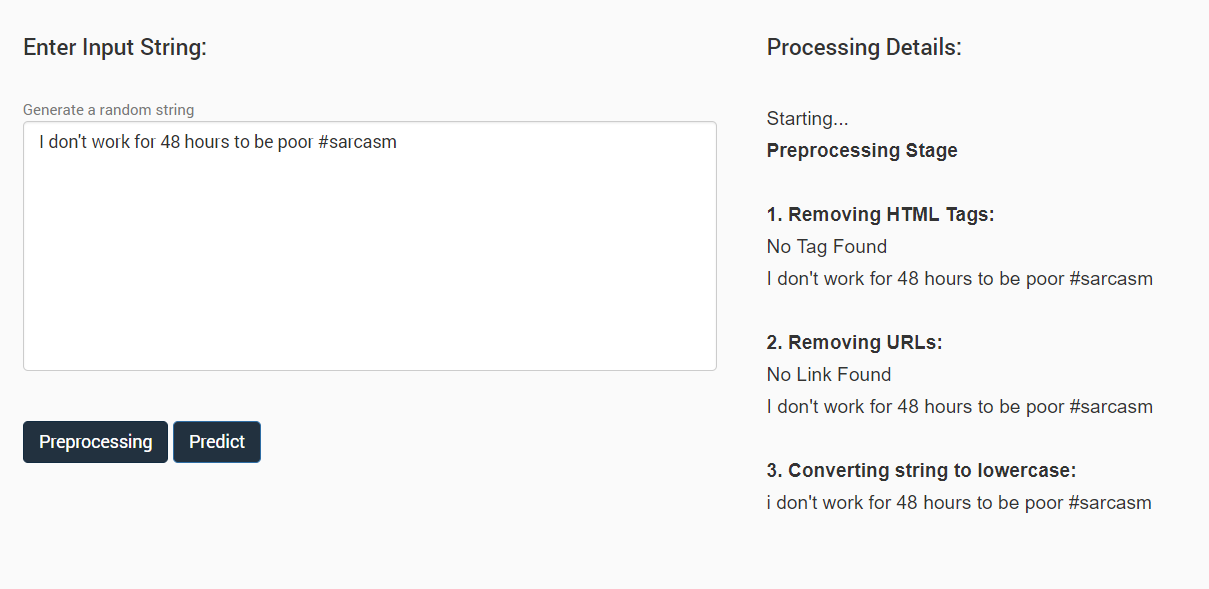 Enter Input String:
Generate a random string
I don't work for 48 hours to be poor #sarcasm
Preprocessing
Predict
Processing Details:
Starting...
Preprocessing Stage
1. Removing HTML Tags:
No Tag Found
I don't work for 48 hours to be poor #sarcasm
2. Removing URLs:
No Link Found
I don't work for 48 hours to be poor #sarcasm
3. Converting string to lowercase:
i don't work for 48 hours to be poor #sarcasm